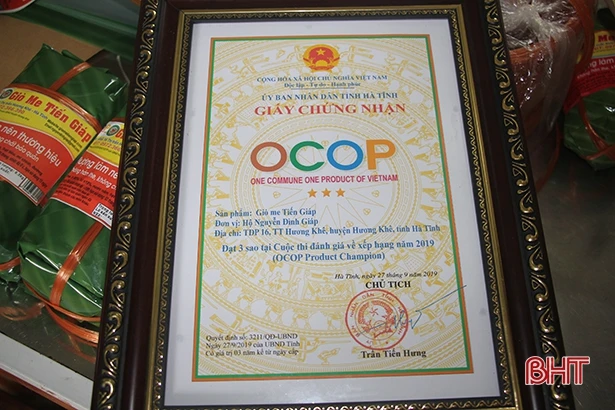 CỘNG HÒA XÃ HỘI CHỦ NGHĨA VIỆT NAM
Độc lập - Tự do - Hạnh phúc
ỦY BAN NHÂN DÂN TỈNH HÀ TĨNH
GIẤY CHỨNG NHẬN
OCOP
ONE COMMUNE ONE PRODUCT OF VIETNAM
Sản phẩm: Giò me Tiến Giáp
Đơn vị: Hộ Nguyễn Đình Giáp
Địa chỉ: TDP 16, TT Hương Khê, huyện Hương Khê, tỉnh Hà Tĩnh
Đạt 3 sao tại Cuộc thi đánh giá về xếp hạng năm 2019
(OCOP Product Champion)
Hà Tĩnh, ngày 27 tháng 9 năm 2019
CHỦ TỊCH
Trần Tiến Hưng
Quyết định số: 3211/QĐ-UBND
Ngày 27/9/2019 của UBND Tỉnh
Có giá trị 03 năm kể từ ngày cấp
Giò Me Tiến Giáp
nên thương hiệu
BHT